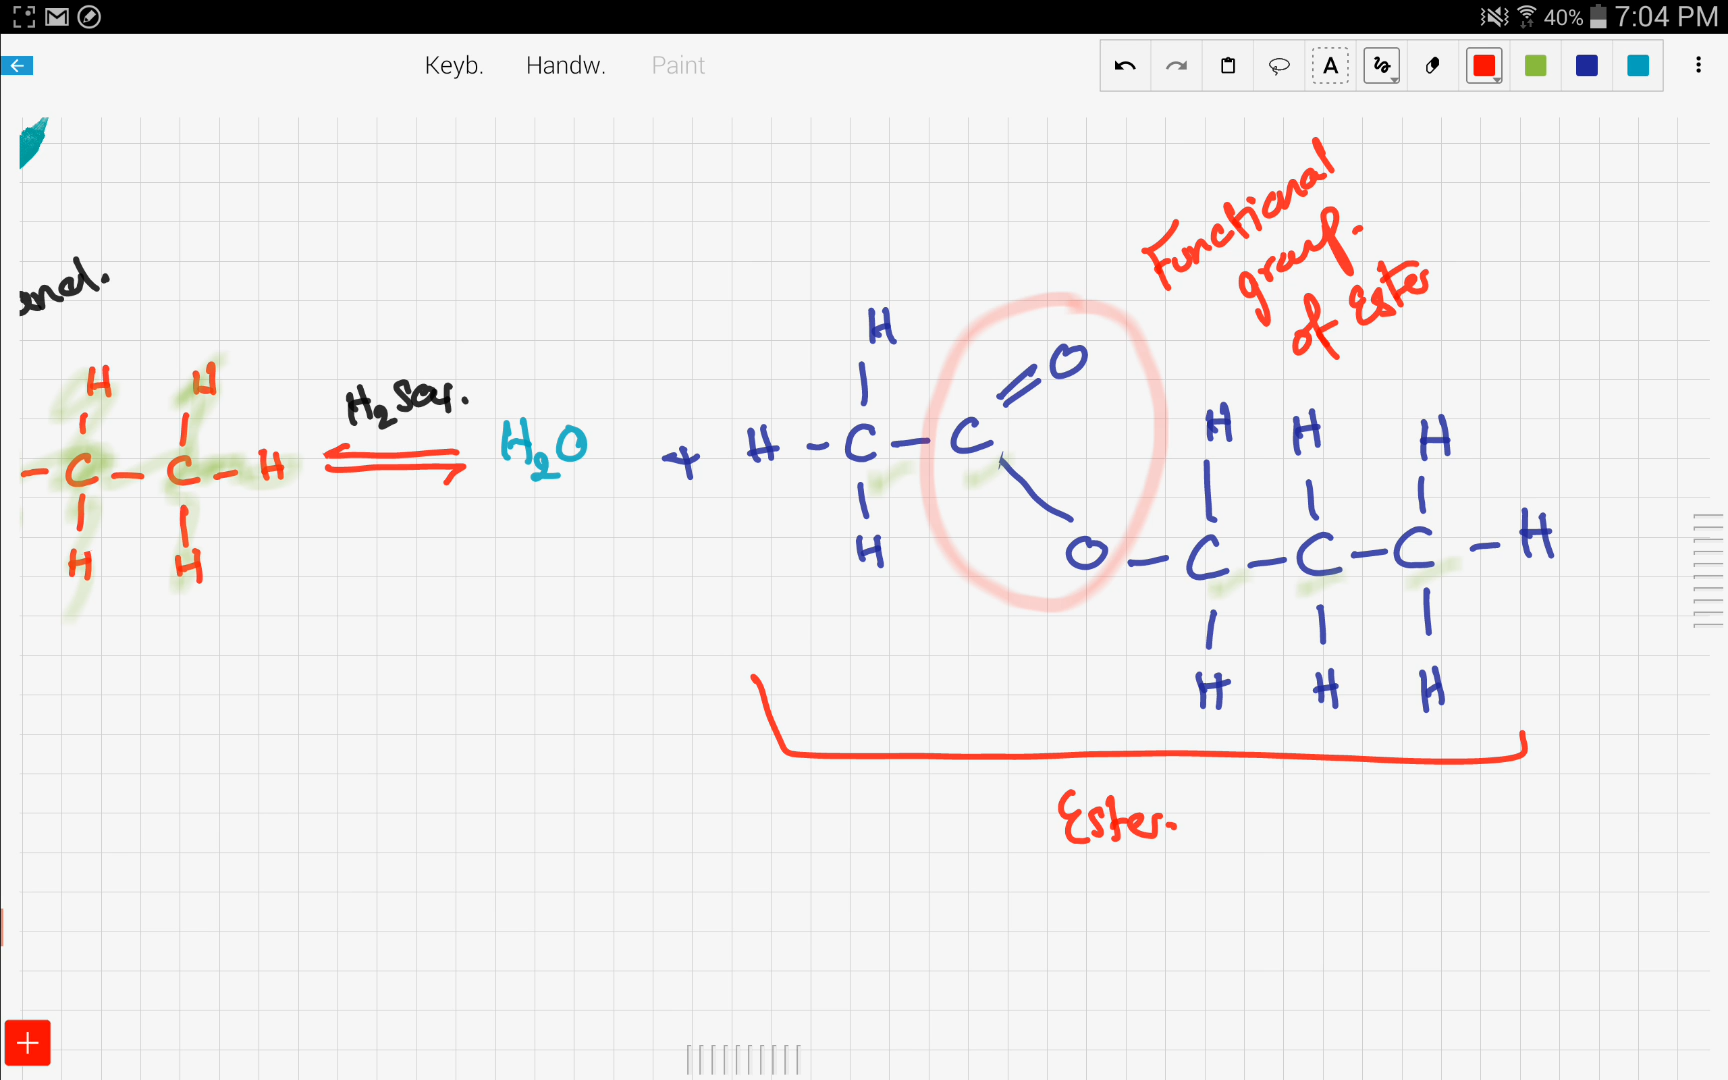 40% 7:04 PM
Keyb. Handw. Paint
A
Functional
group.
of Ester
H
O
H H H₂SO₄.
H₂O + H - C - C
H H H
- C - C - H
H O - C - C - C - H
H H
H H H
Ester.